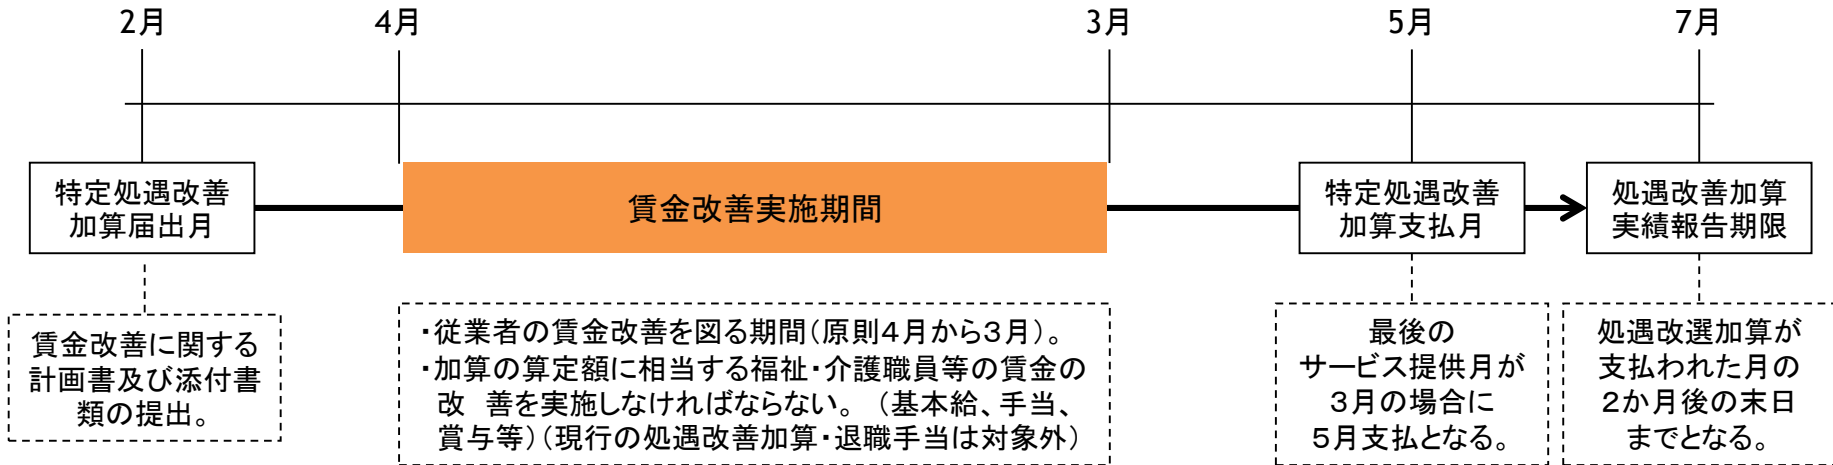 2月
4月
3月
5月
7月
特定処遇改善
加算届出月
賃金改善実施期間
特定処遇改善
加算支払月
処遇改善加算
実績報告期限
賃金改善に関する
計画書及び添付書
類の提出。
・従業者の賃金改善を図る期間（原則４月から３月）。
・加算の算定額に相当する福祉・介護職員等の賃金の
改　善を実施しなければならない。（基本給、手当、
賞与等）（現行の処遇改善加算・退職手当は対象外）
最後の
サービス提供月が
３月の場合に
５月支払となる。
処遇改選加算が
支払われた月の
２か月後の末日
までとなる。